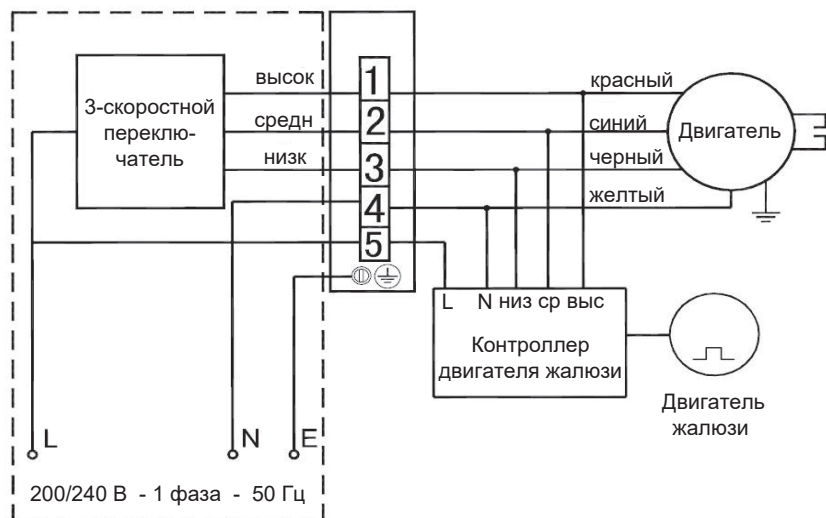 высок
средн
низк
3-скоростной
переклю-
чатель
1
2
3
4
5
красный
синий
черный
желтый
Двигатель
L N низ ср выс
Контроллер
двигателя жалюзи
Двигатель
жалюзи
L N E
200/240 В - 1 фаза - 50 Гц